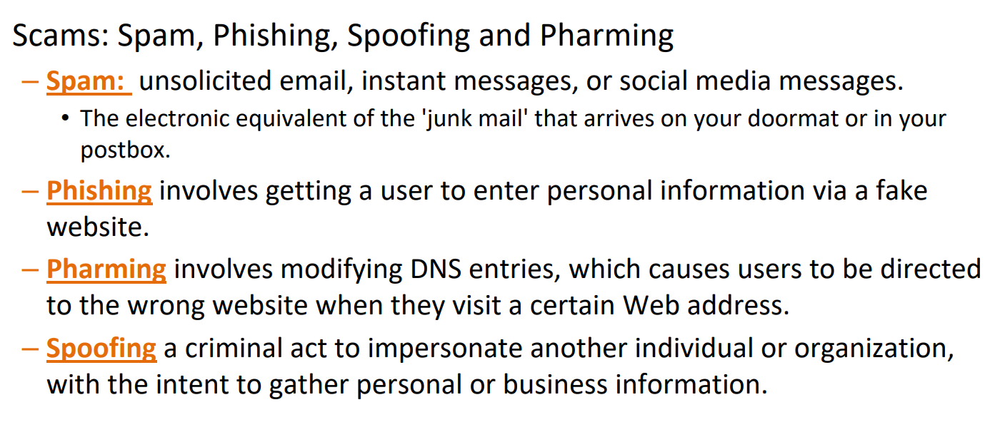 Scams: Spam, Phishing, Spoofing and Pharming
– Spam:  unsolicited email, instant messages, or social media messages.
• The electronic equivalent of the 'junk mail' that arrives on your doormat or in your
postbox.
– Phishing involves getting a user to enter personal information via a fake
website.
– Pharming involves modifying DNS entries, which causes users to be directed
to the wrong website when they visit a certain Web address.
– Spoofing a criminal act to impersonate another individual or organization,
with the intent to gather personal or business information.